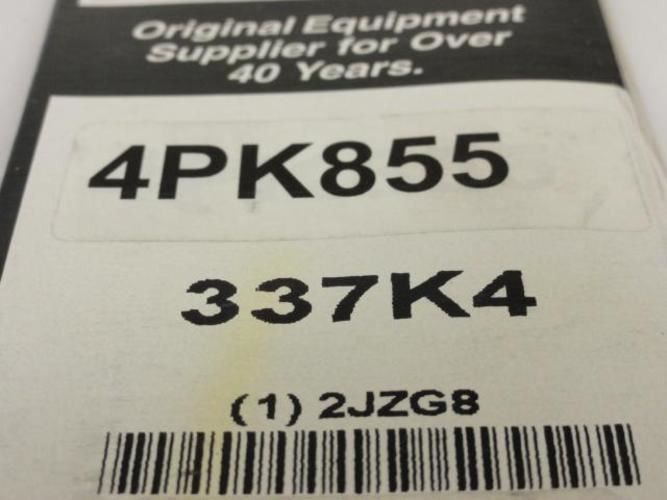 Original Equipment
Supplier for Over
40 Years.
4PK855
337K4
(1) 2JZG8